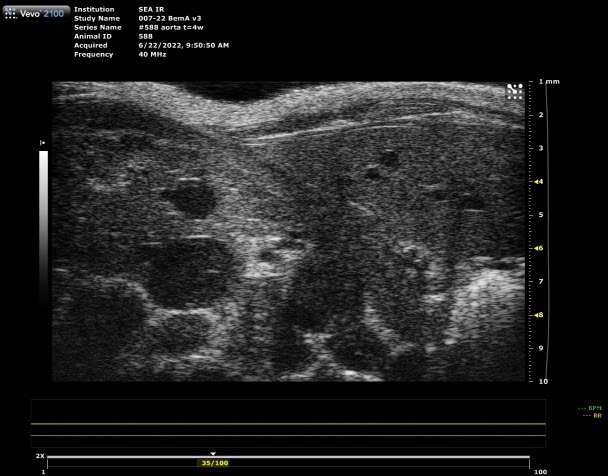 Vevo 2100
Institution SEA IR
Study Name 007-22 BemA v3
Series Name #588 aorta t=4w
Animal ID 588
Acquired 6/22/2022, 9:50:50 AM
Frequency 40 MHz
1 mm
2
3
4
5
6
7
8
9
10
--- BPM
--- RR
2X
35/100
1 100